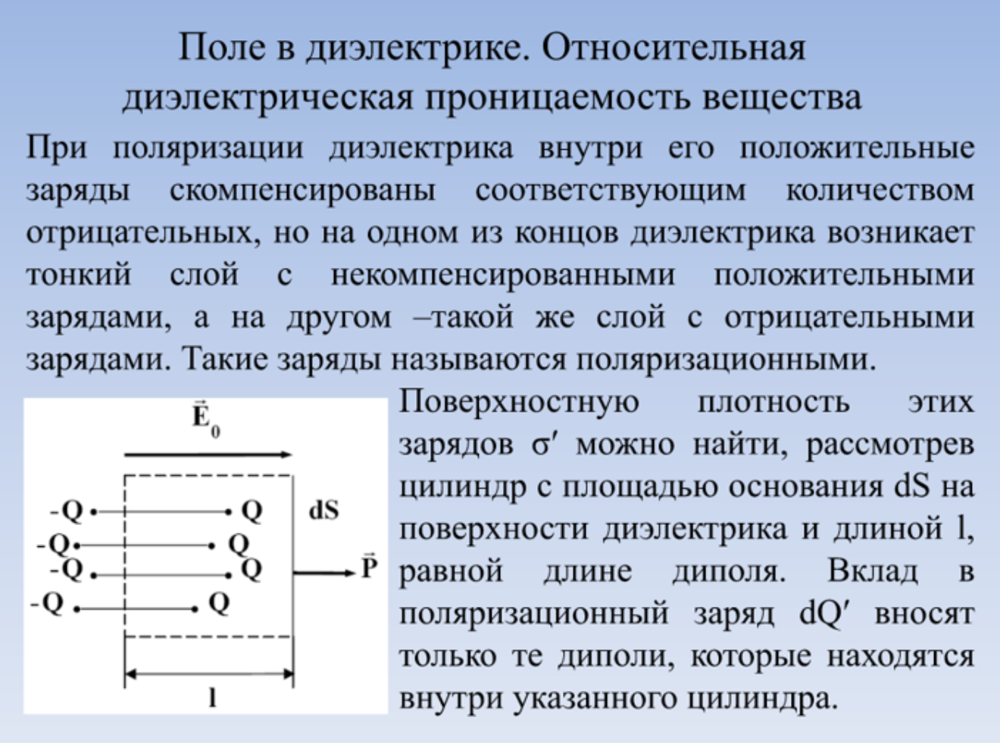 Поле в диэлектрике. Относительная
диэлектрическая проницаемость вещества
При поляризации диэлектрика внутри его положительные
заряды скомпенсированы соответствующим количеством
отрицательных, но на одном из концов диэлектрика возникает
тонкий слой с некомпенсированными положительными
зарядами, а на другом –такой же слой с отрицательными
зарядами. Такие заряды называются поляризационными.
Поверхностную плотность этих
зарядов σ′ можно найти, рассмотрев
цилиндр с площадью основания dS на
поверхности диэлектрика и длиной l,
равной длине диполя. Вклад в
поляризационный заряд dQ′ вносят
только те диполи, которые находятся
внутри указанного цилиндра.
E⃗₀
-Q Q dS
-Q Q
-Q Q P⃗
-Q Q
l